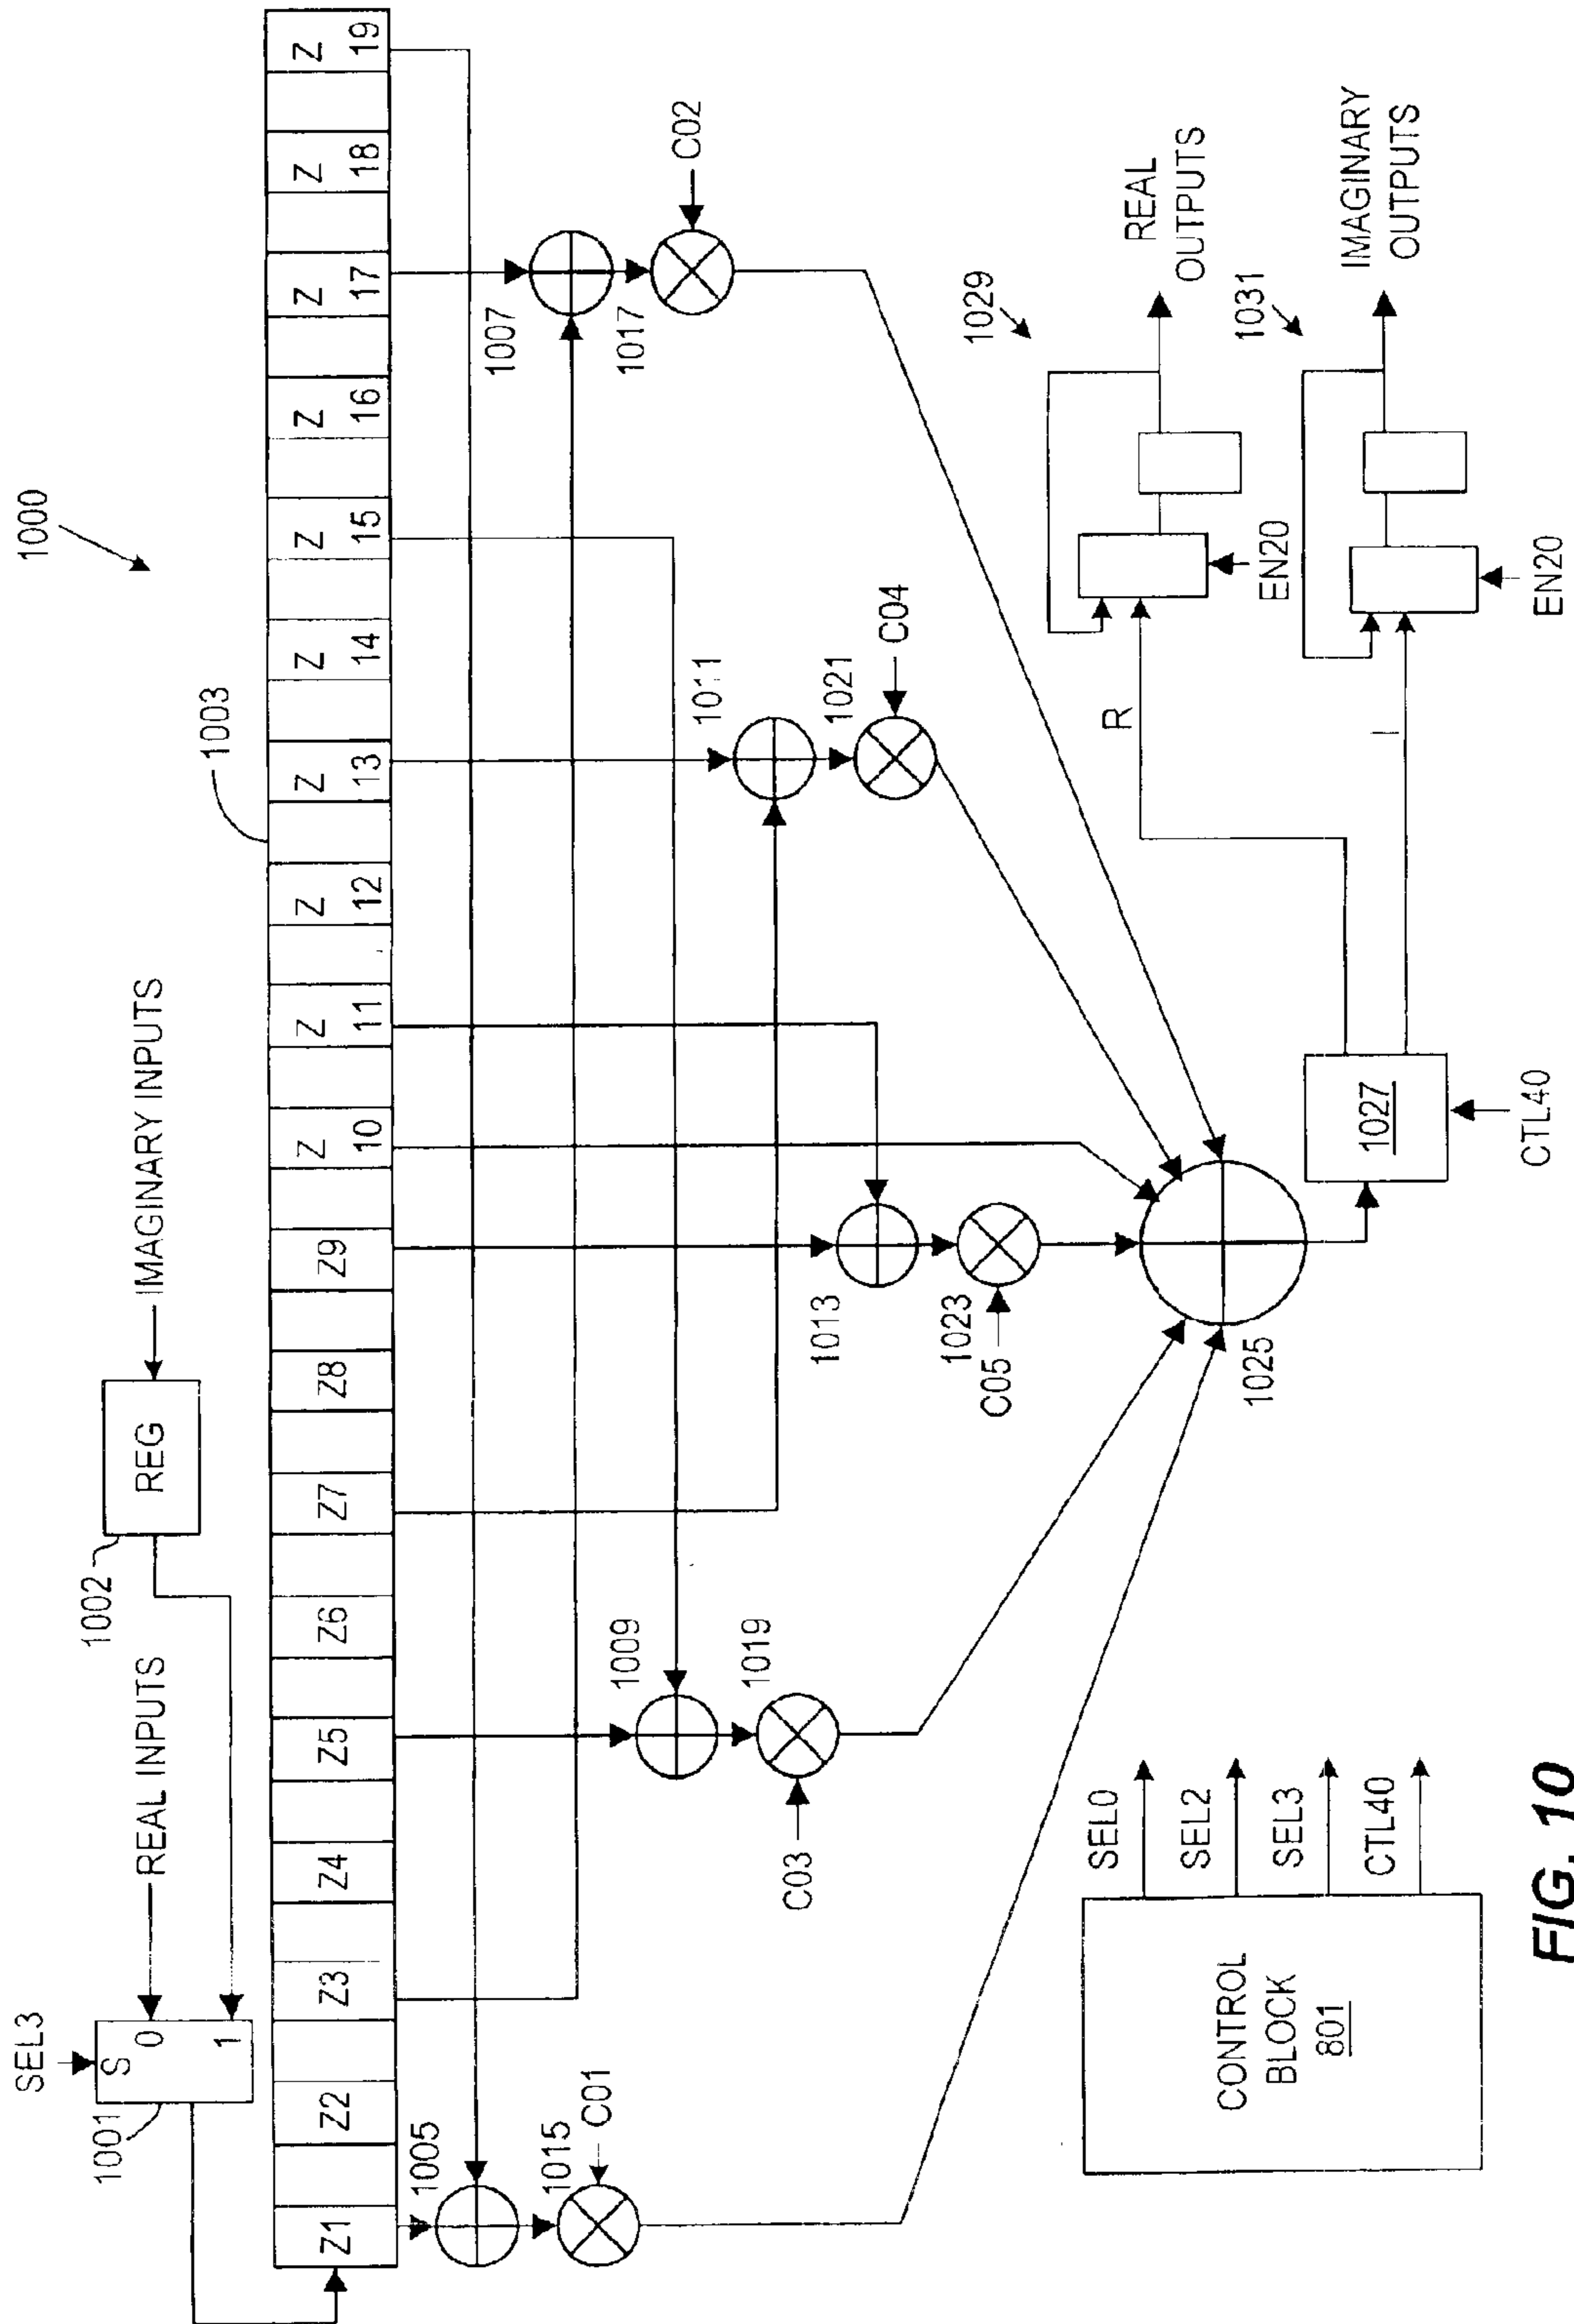 1000
SEL3
S
0
1
1001
REAL INPUTS
1002
REG
IMAGINARY INPUTS
1003
Z1
Z2
Z3
Z4
Z5
Z6
Z7
Z8
Z9
Z
10
Z
11
Z
12
Z
13
Z
14
Z
15
Z
16
Z
17
Z
18
Z
19
1005
1015
C01
1007
1017
C02
1009
1019
C03
1011
1021
C04
1013
1023
C05
1025
1027
CTL40
R
I
1029
REAL
OUTPUTS
EN20
1031
IMAGINARY
OUTPUTS
EN20
CONTROL
BLOCK
801
SEL0
SEL2
SEL3
CTL40
FIG. 10